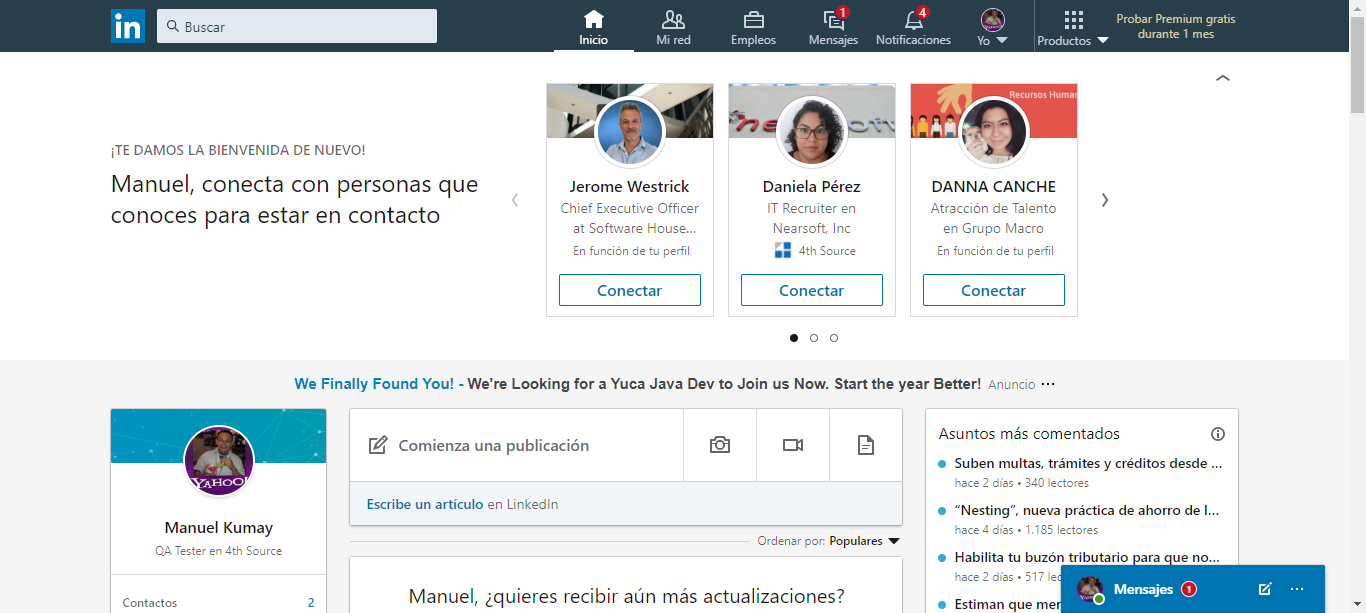 in
Buscar
Inicio
Mi red
Empleos
1
Mensajes
4
Notificaciones
Yo
Productos
Probar Premium gratis
durante 1 mes
¡TE DAMOS LA BIENVENIDA DE NUEVO!
Manuel, conecta con personas que
conoces para estar en contacto
Jerome Westrick
Chief Executive Officer
at Software House...
En función de tu perfil
Conectar
Daniela Pérez
IT Recruiter en
Nearsoft, Inc
4th Source
Conectar
Recursos Human
DANNA CANCHE
Atracción de Talento
en Grupo Macro
En función de tu perfil
Conectar
We Finally Found You! - We're Looking for a Yuca Java Dev to Join us Now. Start the year Better! Anuncio ···
YAHOO!
Manuel Kumay
QA Tester en 4th Source
Contactos 2
Comienza una publicación
Escribe un artículo en LinkedIn
Ordenar por: Populares
Manuel, ¿quieres recibir aún más actualizaciones?
Asuntos más comentados
Suben multas, trámites y créditos desde ...
hace 2 días • 340 lectores
“Nesting”, nueva práctica de ahorro de l...
hace 4 días • 1.185 lectores
Habilita tu buzón tributario para que no...
hace 2 días • 517
Estiman que
Mensajes 1 ···